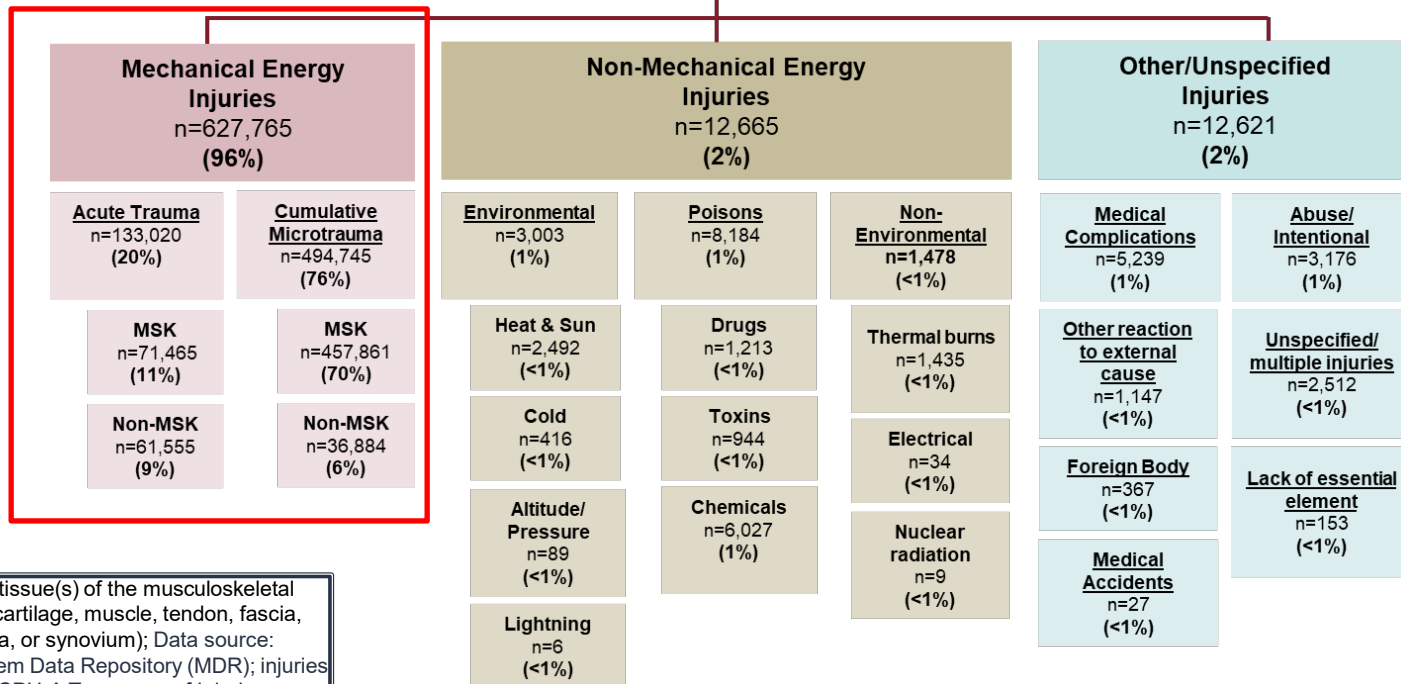 Mechanical Energy
Injuries
n=627,765
(96%)
Acute Trauma
n=133,020
(20%)
Cumulative
Microtrauma
n=494,745
(76%)
MSK
n=71,465
(11%)
MSK
n=457,861
(70%)
Non-MSK
n=61,555
(9%)
Non-MSK
n=36,884
(6%)
Non-Mechanical Energy
Injuries
n=12,665
(2%)
Environmental
n=3,003
(1%)
Poisons
n=8,184
(1%)
Non-
Environmental
n=1,478
(<1%)
Heat & Sun
n=2,492
(<1%)
Drugs
n=1,213
(<1%)
Thermal burns
n=1,435
(<1%)
Cold
n=416
(<1%)
Toxins
n=944
(<1%)
Electrical
n=34
(<1%)
Altitude/
Pressure
n=89
(<1%)
Chemicals
n=6,027
(1%)
Nuclear
radiation
n=9
(<1%)
Lightning
n=6
(<1%)
Other/Unspecified
Injuries
n=12,621
(2%)
Medical
Complications
n=5,239
(1%)
Abuse/
Intentional
n=3,176
(1%)
Other reaction
to external
cause
n=1,147
(<1%)
Unspecified/
multiple injuries
n=2,512
(<1%)
Foreign Body
n=367
(<1%)
Lack of essential
element
n=153
(<1%)
Medical
Accidents
n=27
(<1%)
tissue(s) of the musculoskeletal
cartilage, muscle, tendon, fascia,
a, or synovium); Data source:
em Data Repository (MDR); injuries